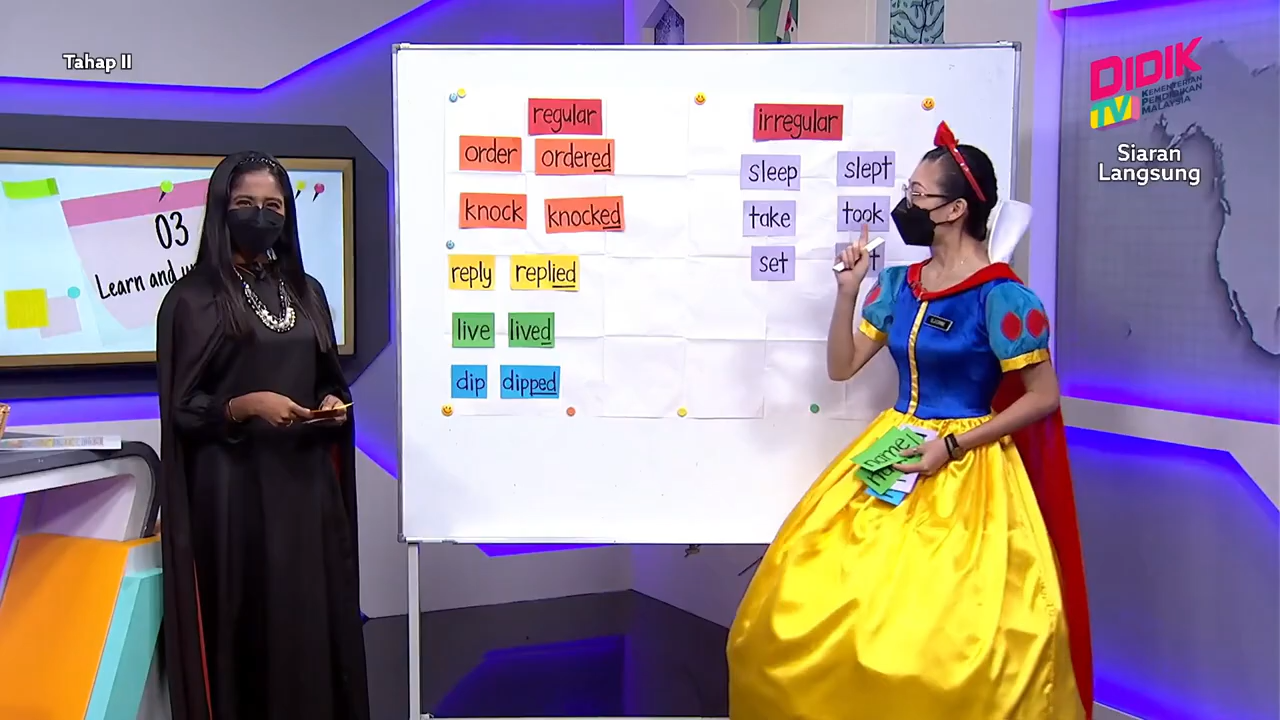 Tahap II
DIDIK
TV
KEMENTERIAN
PENDIDIKAN
MALAYSIA
Siaran
Langsung
03
Learn and
regular
order ordered
knock knocked
reply replied
live lived
dip dipped
irregular
sleep slept
take took
set
name